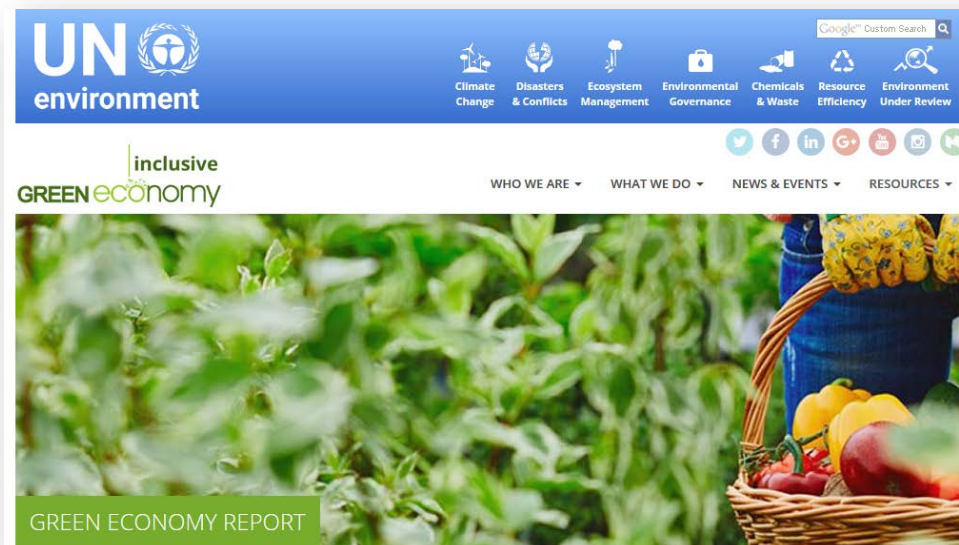 UN
environment
Google™ Custom Search
Climate
Change
Disasters
& Conflicts
Ecosystem
Management
Environmental
Governance
Chemicals
& Waste
Resource
Efficiency
Environment
Under Review
inclusive
GREEN economy
WHO WE ARE
WHAT WE DO
NEWS & EVENTS
RESOURCES
GREEN ECONOMY REPORT